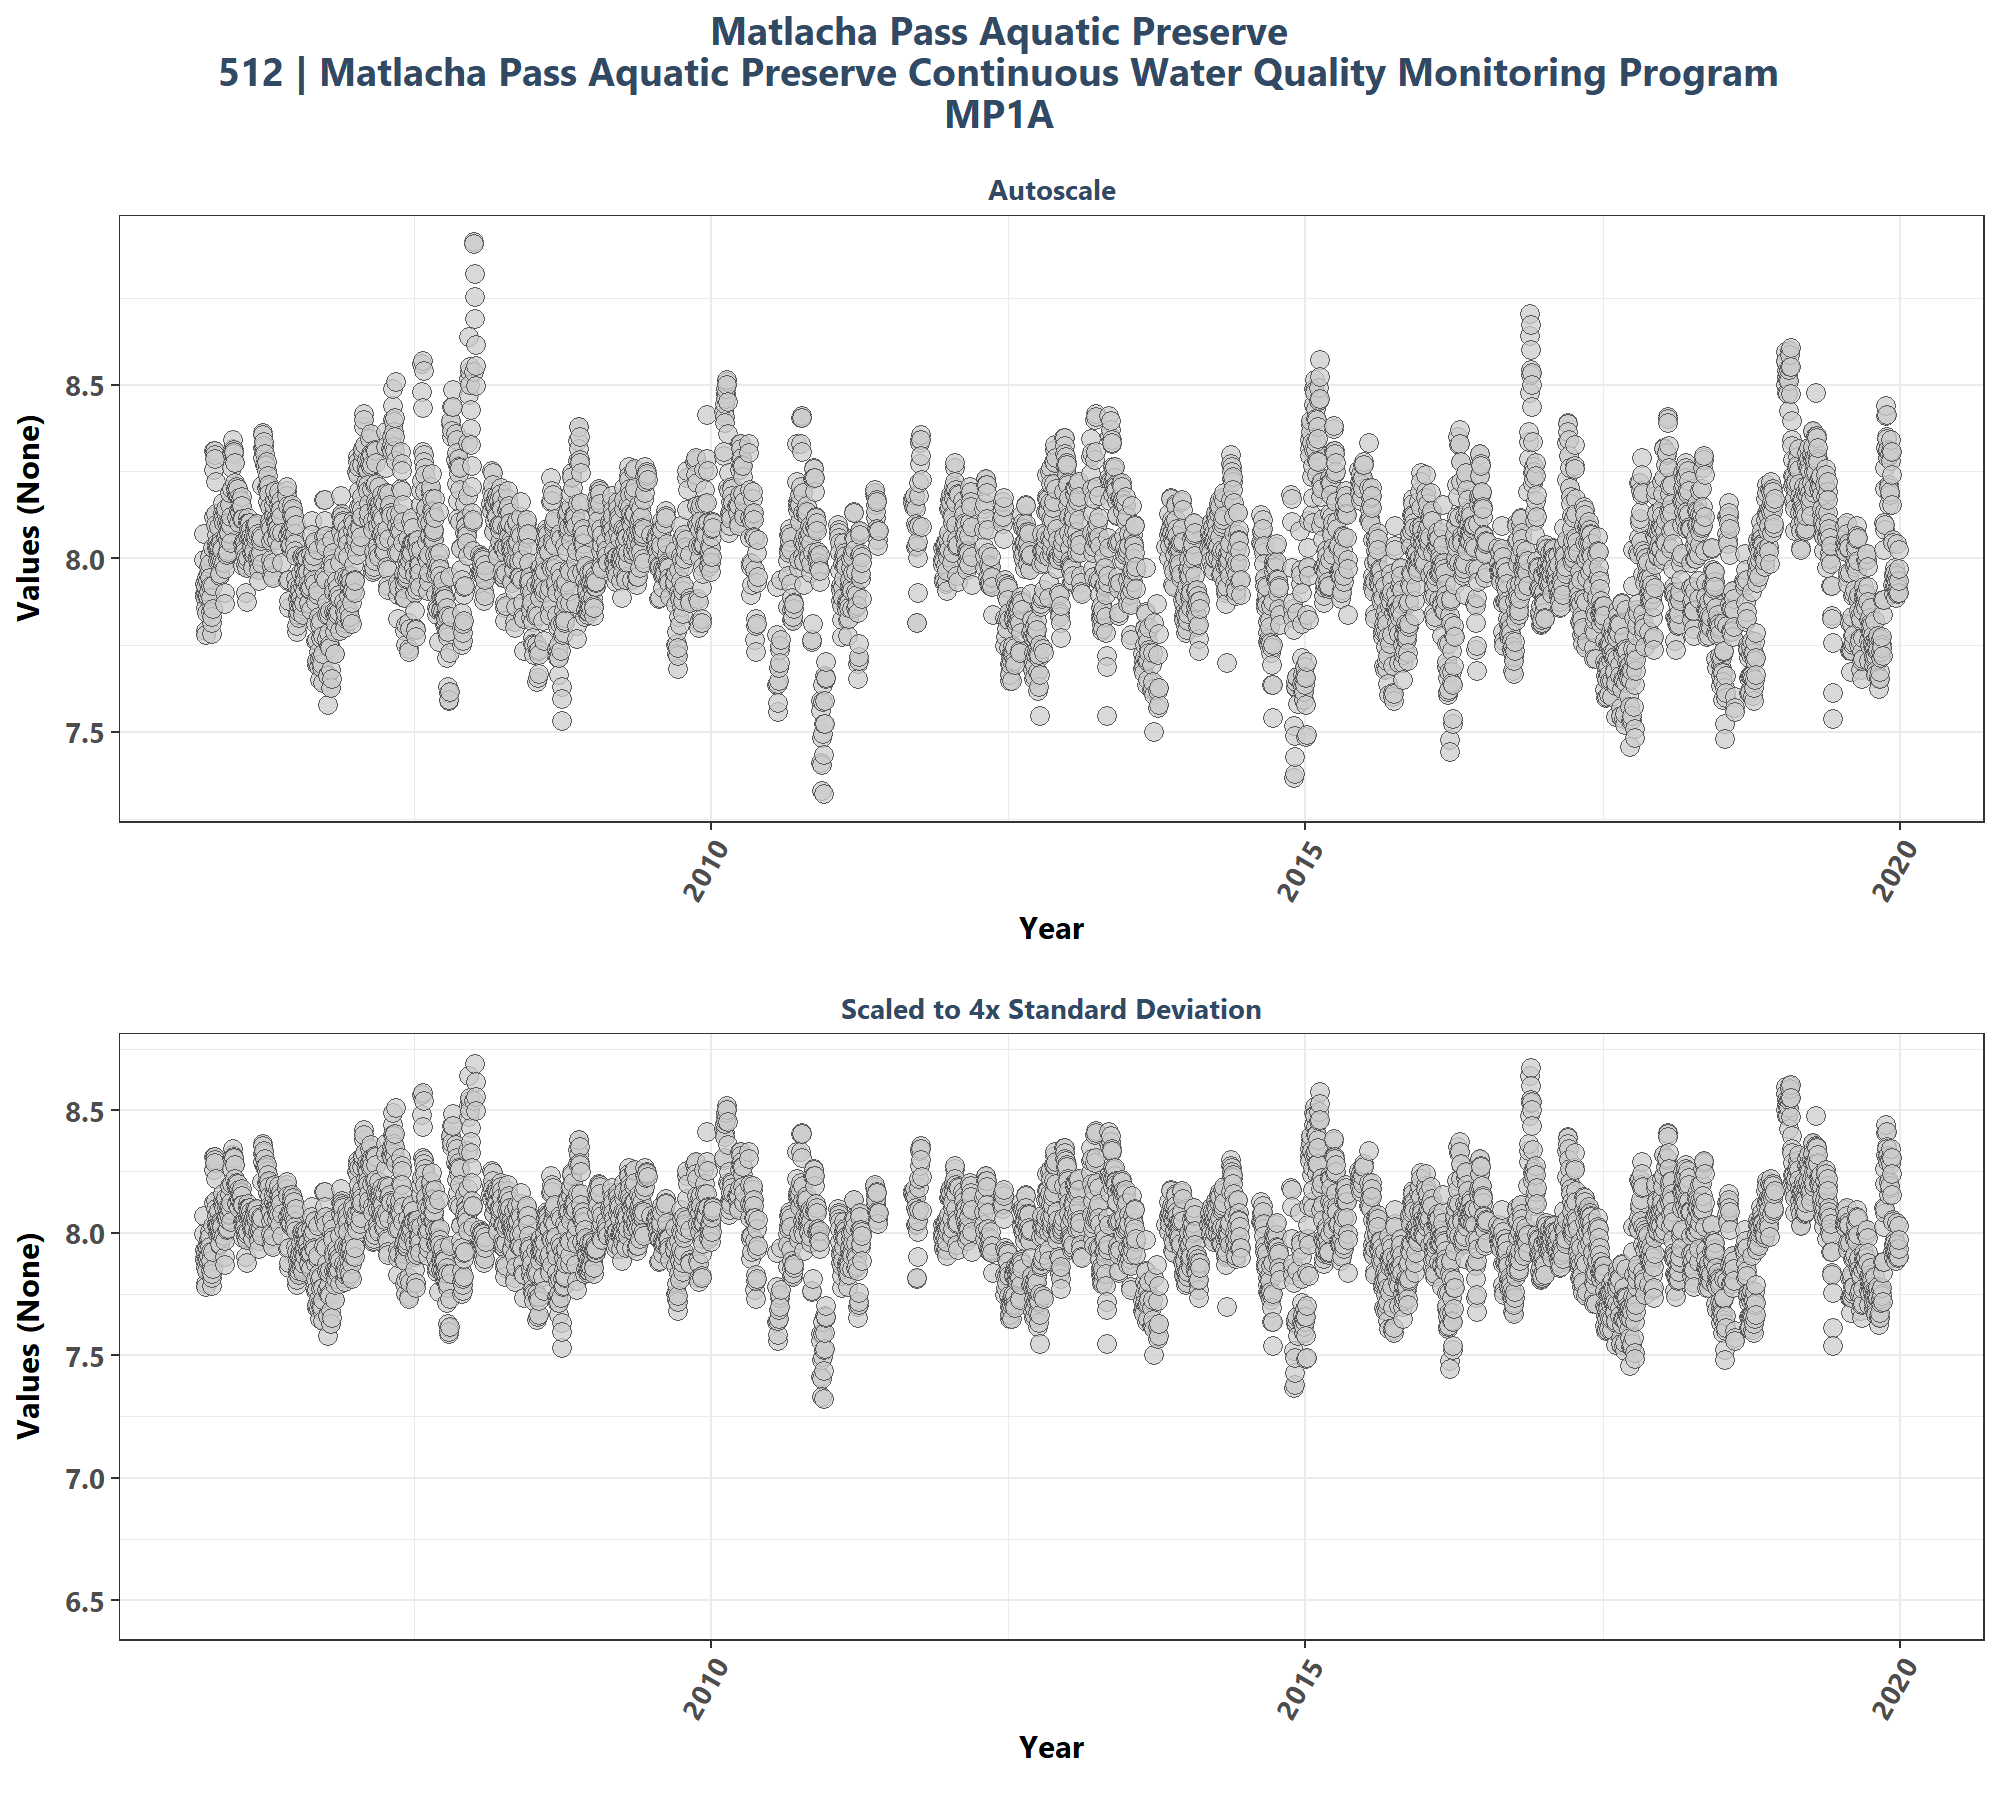 Matlacha Pass Aquatic Preserve
512 | Matlacha Pass Aquatic Preserve Continuous Water Quality Monitoring Program
MP1A
Autoscale
Values (None)
8.5
8.0
7.5
2010
2015
2020
Year
Scaled to 4x Standard Deviation
Values (None)
8.5
8.0
7.5
7.0
6.5
2010
2015
2020
Year